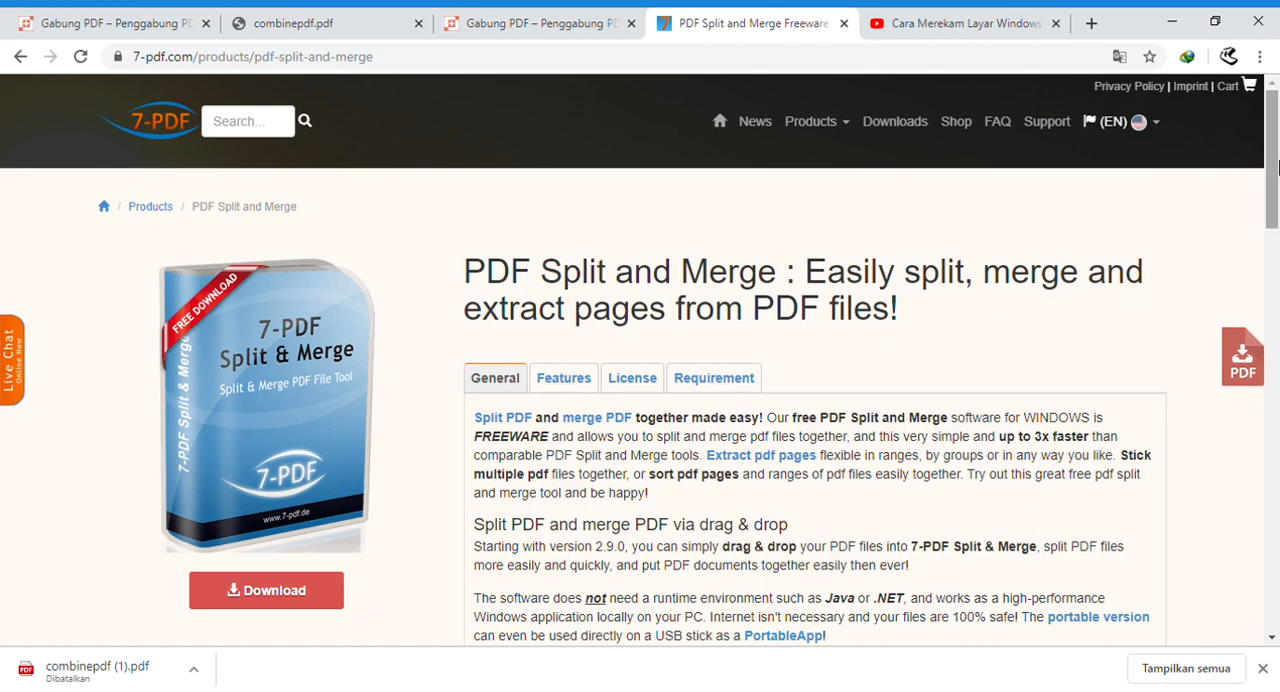 Gabung PDF – Penggabung PD
combinepdf.pdf
Gabung PDF – Penggabung PD
PDF Split and Merge Freeware
Cara Merekam Layar Windows
7-pdf.com/products/pdf-split-and-merge
Privacy Policy | Imprint | Cart
7-PDF
Search...
News
Products
Downloads
Shop
FAQ
Support
(EN)
/ Products / PDF Split and Merge
PDF Split and Merge : Easily split, merge and
extract pages from PDF files!
FREE DOWNLOAD
7-PDF
Split & Merge
Split & Merge PDF File Tool
7-PDF Split & Merge
7-PDF
www.7-pdf.de
Download
Live Chat
Online Now
PDF
General
Features
License
Requirement
Split PDF and merge PDF together made easy! Our free PDF Split and Merge software for WINDOWS is
FREEWARE and allows you to split and merge pdf files together, and this very simple and up to 3x faster than
comparable PDF Split and Merge tools. Extract pdf pages flexible in ranges, by groups or in any way you like. Stick
multiple pdf files together, or sort pdf pages and ranges of pdf files easily together. Try out this great free pdf split
and merge tool and be happy!
Split PDF and merge PDF via drag & drop
Starting with version 2.9.0, you can simply drag & drop your PDF files into 7-PDF Split & Merge, split PDF files
more easily and quickly, and put PDF documents together easily then ever!
The software does not need a runtime environment such as Java or .NET, and works as a high-performance
Windows application locally on your PC. Internet isn't necessary and your files are 100% safe! The portable version
can even be used directly on a USB stick as a PortableApp!
PDF
combinepdf (1).pdf
Dibatalkan
Tampilkan semua